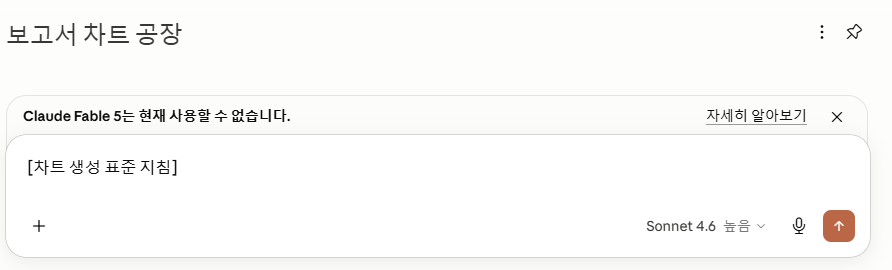 보고서 차트 공장
Claude Fable 5는 현재 사용할 수 없습니다. 자세히 알아보기
[차트 생성 표준 지침]
Sonnet 4.6 높음